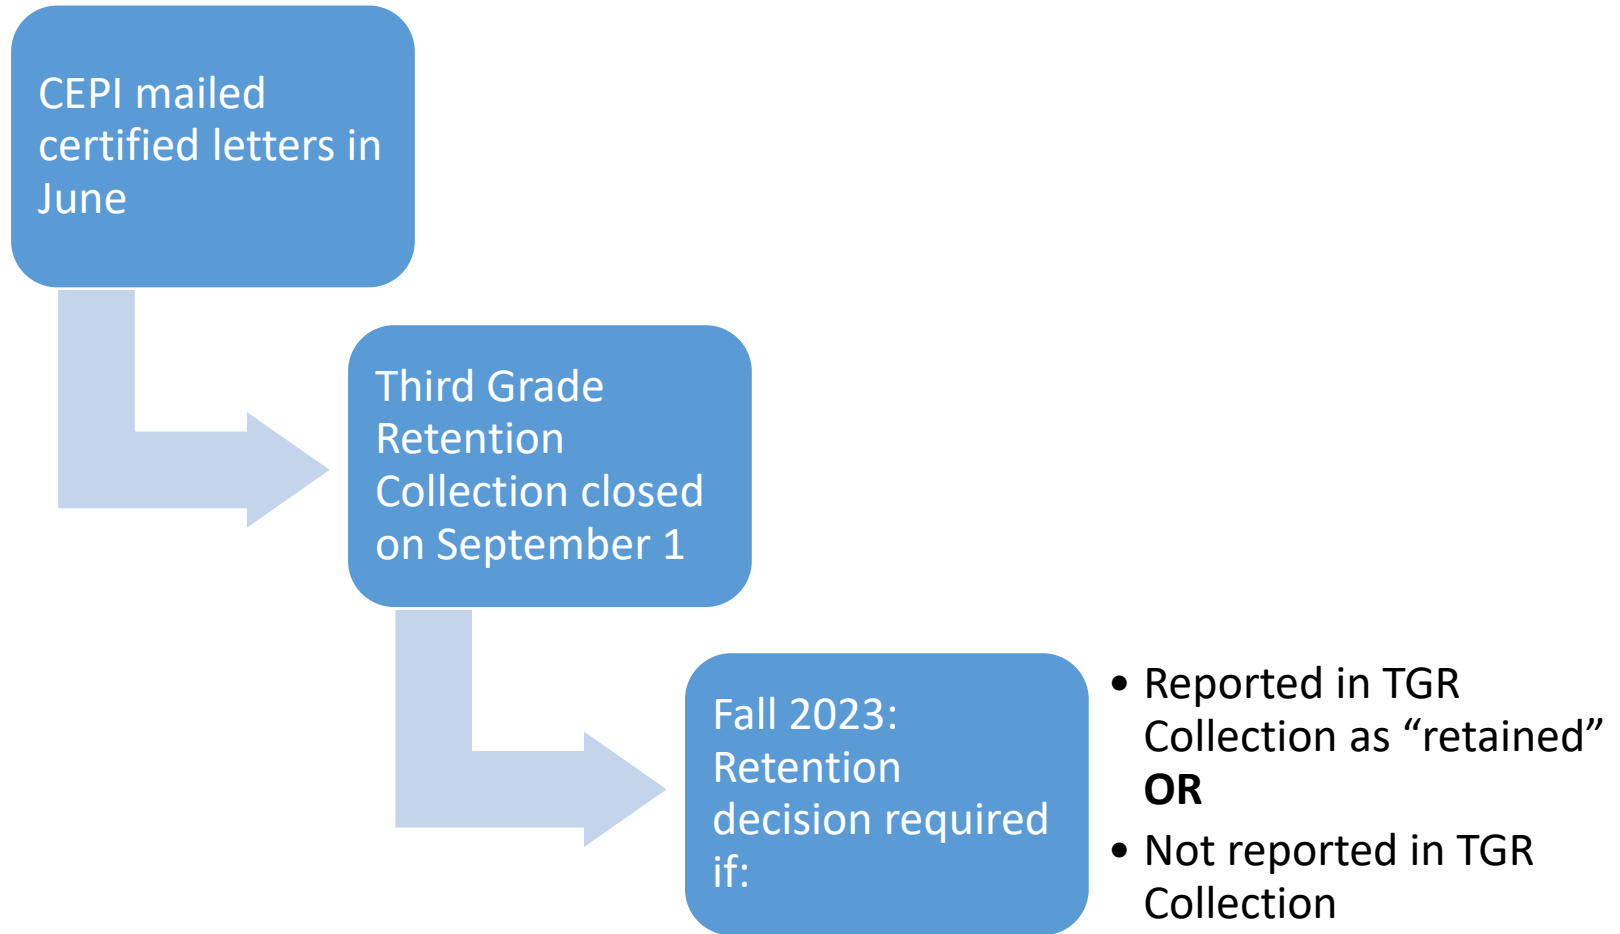 CEPI mailed
certified letters in
June
Third Grade
Retention
Collection closed
on September 1
Fall 2023:
Retention
decision required
if:
• Reported in TGR
Collection as “retained”
OR
• Not reported in TGR
Collection